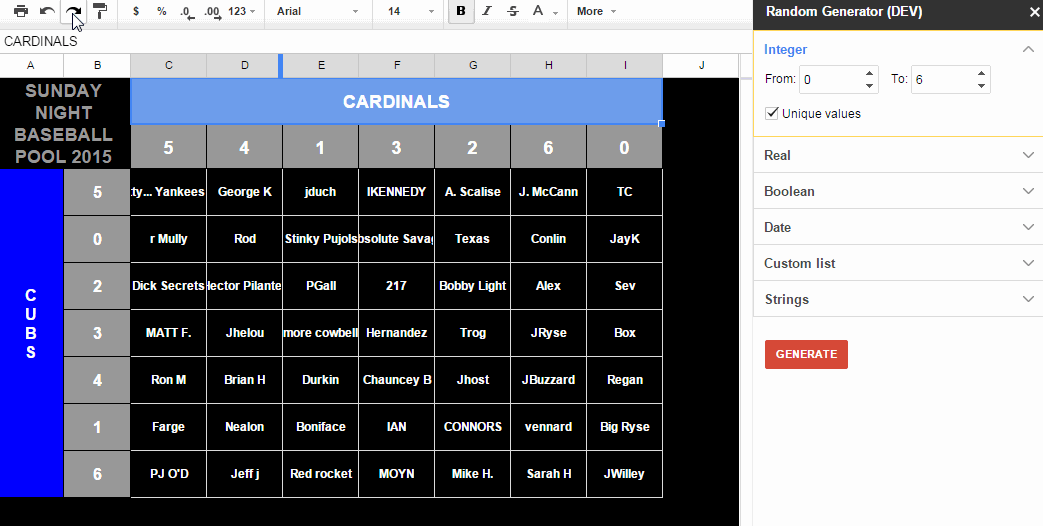 $ % .0 .00 123 Arial 14 B I S A More
CARDINALS
A B C D E F G H I J
SUNDAY
NIGHT
BASEBALL
POOL 2015
CARDINALS
5 4 1 3 2 6 0
CUBS
5 ty... Yankees George K jduch IKENNEDY A. Scalise J. McCann TC
0 r Mully Rod Stinky Pujols bsolute Savag Texas Conlin JayK
2 Dick Secrets lector Pilante PGall 217 Bobby Light Alex Sev
3 MATT F. Jhelou more cowbell Hernandez Trog JRyse Box
4 Ron M Brian H Durkin Chauncey B Jhost JBuzzard Regan
1 Farge Nealon Boniface IAN CONNORS vennard Big Ryse
6 PJ O'D Jeff j Red rocket MOYN Mike H. Sarah H JWilley
Random Generator (DEV)
Integer
From: 0 To: 6
Unique values
Real
Boolean
Date
Custom list
Strings
GENERATE